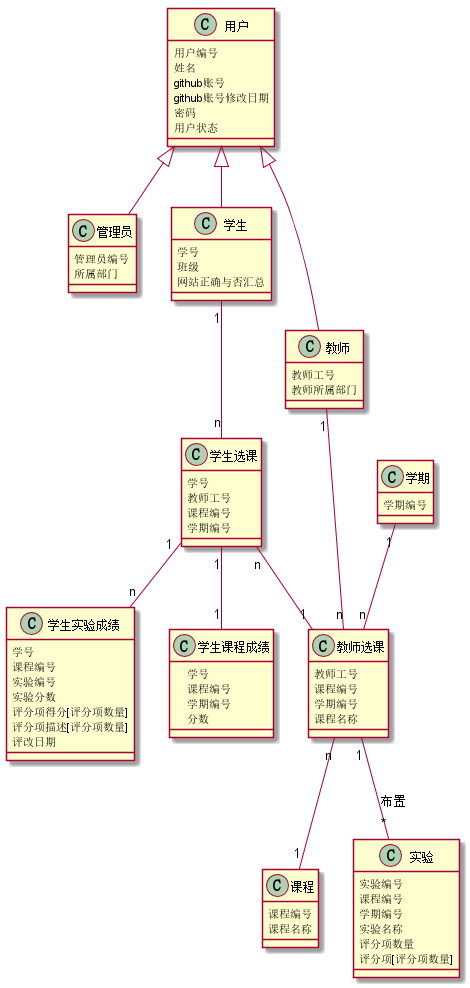 C 用户
用户编号
姓名
github账号
github账号修改日期
密码
用户状态
C 管理员
管理员编号
所属部门
C 学生
学号
班级
网站正确与否汇总
C 教师
教师工号
教师所属部门
1
n
1
n
1
n
C 学生选课
学号
教师工号
课程编号
学期编号
C 学期
学期编号
1
n
1
1
n
1
C 学生实验成绩
学号
课程编号
实验编号
实验分数
评分项得分[评分项数量]
评分项描述[评分项数量]
评改日期
C 学生课程成绩
学号
课程编号
学期编号
分数
C 教师选课
教师工号
课程编号
学期编号
课程名称
n
1
1
布置
*
C 课程
课程编号
课程名称
C 实验
实验编号
课程编号
学期编号
实验名称
评分项数量
评分项[评分项数量]